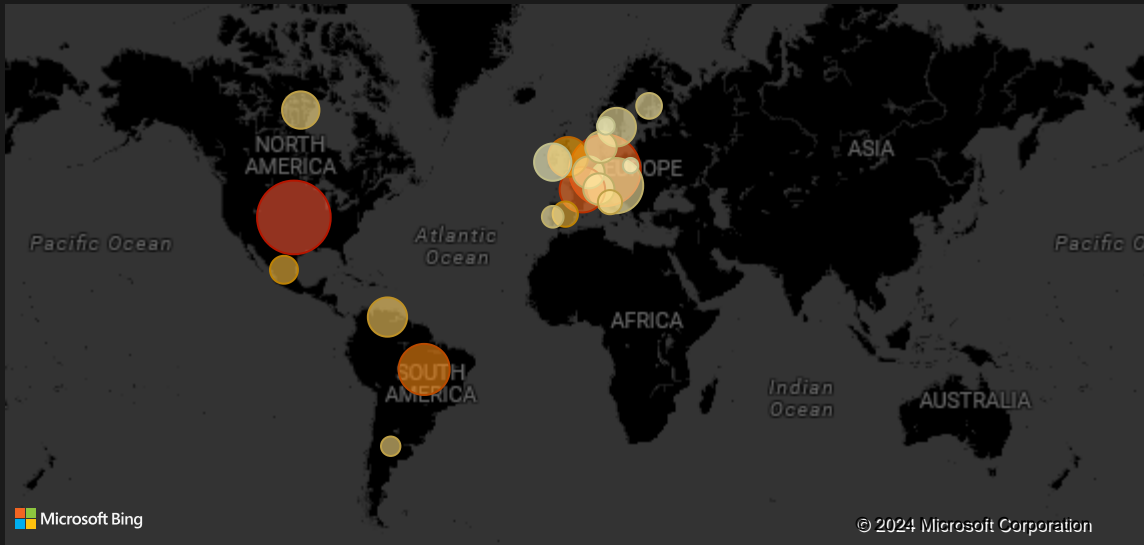 NORTH
AMERICA
ASIA
Pacific Ocean
Atlantic
Ocean
Pacific O
AFRICA
SOUTH
AMERICA
Indian
Ocean
AUSTRALIA
Microsoft Bing
© 2024 Microsoft Corporation